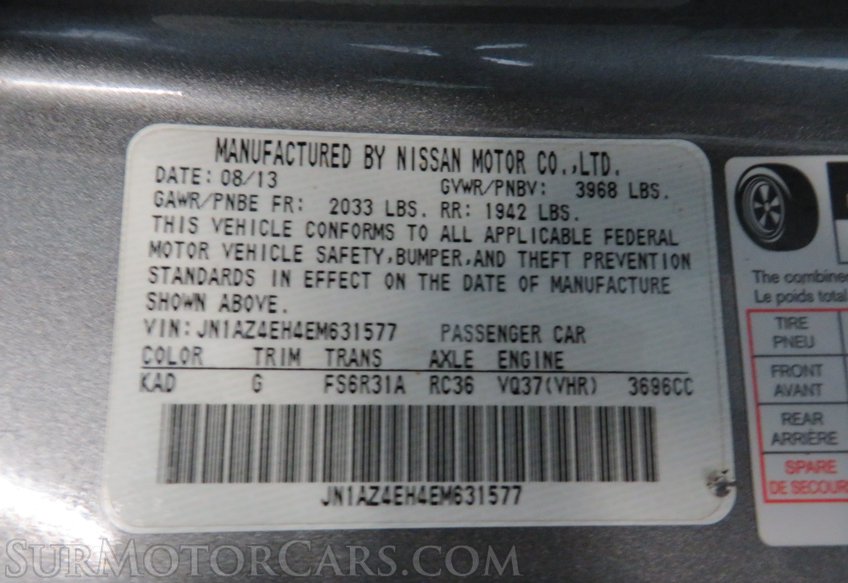 MANUFACTURED BY NISSAN MOTOR CO.,LTD.
DATE: 08/13 GVWR/PNBV: 3968 LBS.
GAWR/PNBE FR: 2033 LBS. RR: 1942 LBS.
THIS VEHICLE CONFORMS TO ALL APPLICABLE FEDERAL
MOTOR VEHICLE SAFETY,BUMPER,AND THEFT PREVENTION
STANDARDS IN EFFECT ON THE DATE OF MANUFACTURE
SHOWN ABOVE.
VIN:JN1AZ4EH4EM631577 PASSENGER CAR
COLOR TRIM TRANS AXLE ENGINE
KAD G FS6R31A RC36 VQ37(VHR) 3696CC
JN1AZ4EH4EM631577
The combine
Le poids total
TIRE
PNEU
FRONT
AVANT
REAR
ARRIÈRE
SPARE
DE SECOUR
SURMOTORCARS.COM